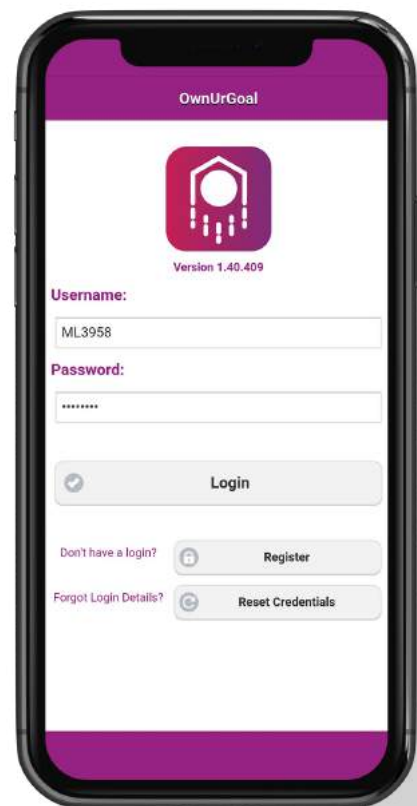 OwnUrGoal
Version 1.40.409
Username:
ML3958
Password:
••••••••
Login
Don't have a login?
Register
Forgot Login Details?
Reset Credentials